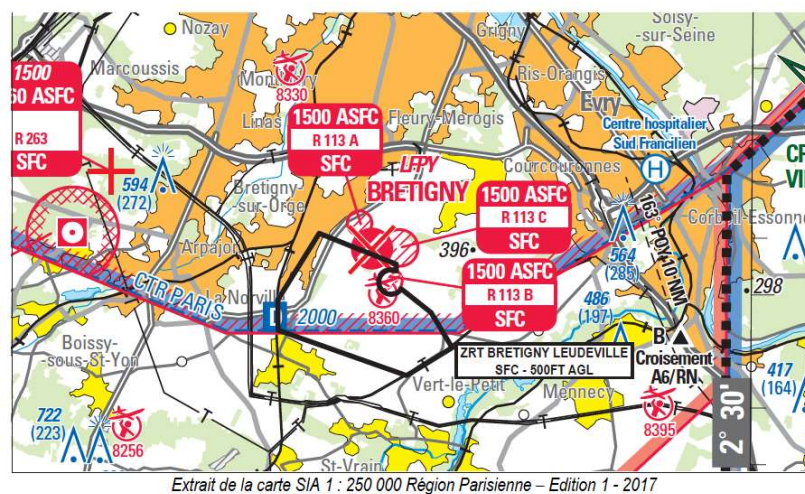 Nozay
Grigny
Soisy-
-sur-Seine
Marcoussis
8330
Ris-Orangis
1500
ASFC
R 263
SFC
Linas
1500 ASFC
R 113 A
SFC
Fleury-Mérogis
Evry
Centre hospitalier
Sud Francilien
H
LFPY
BRETIGNY
Courcouronnes
594
(272)
Brétigny-
-sur-Orge
1500 ASFC
R 113 C
SFC
396
Arpajon
1500 ASFC
R 113 B
SFC
564
(285)
163° POX 10 NM
298
CTR PARIS
La Norville
D
2000
8360
486
(197)
Boissy-
-sous-St-Yon
ZRT BRETIGNY LEUDEVILLE
SFC - 500FT AGL
B
Croisement
A6/RN
Vert-le-Petit
Mennecy
417
(164)
722
(223)
8256
8395
2° 30'
St-Vrain
Extrait de la carte SIA 1 : 250 000 Région Parisienne – Edition 1 - 2017